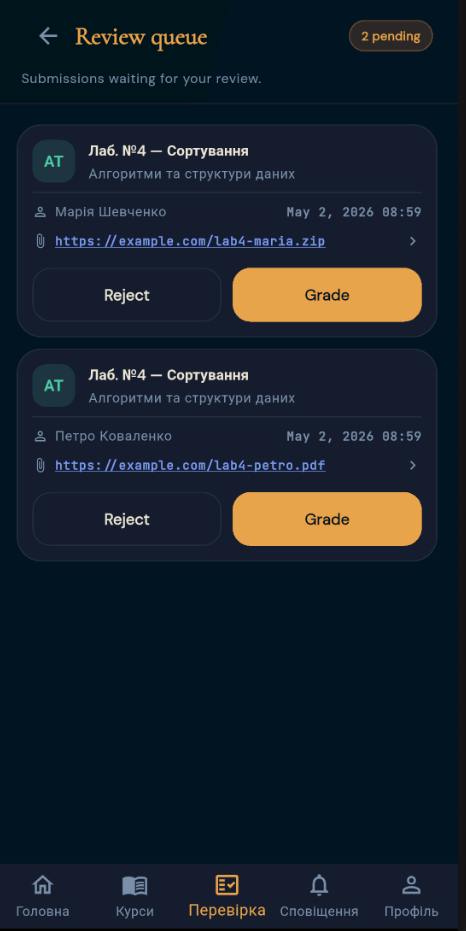 Review queue
2 pending
Submissions waiting for your review.
AT
Лаб. №4 — Сортування
Алгоритми та структури даних
Марія Шевченко
May 2, 2026 08:59
https://example.com/lab4-maria.zip
Reject
Grade
AT
Лаб. №4 — Сортування
Алгоритми та структури даних
Петро Коваленко
May 2, 2026 08:59
https://example.com/lab4-petro.pdf
Reject
Grade
Головна
Курси
Перевірка
Сповіщення
Профіль